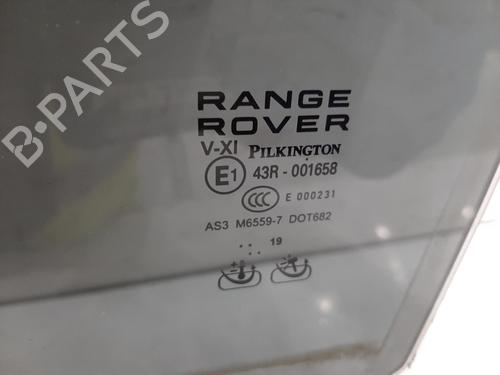 B-PARTS
RANGE
ROVER
V-XI PILKINGTON
E1 43R - 001658
CCC E 000231
AS3 M6559-7 DOT682
19